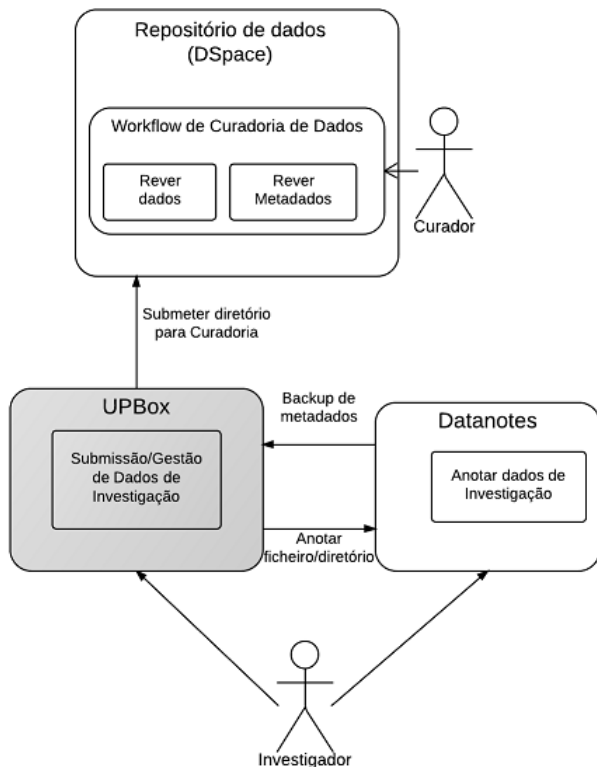 Repositório de dados
(DSpace)
Workflow de Curadoria de Dados
Rever
dados
Rever
Metadados
Curador
Submeter diretório
para Curadoria
UPBox
Submissão/Gestão
de Dados de
Investigação
Backup de
metadados
Datanotes
Anotar dados de
Investigação
Anotar
ficheiro/diretório
Investigador